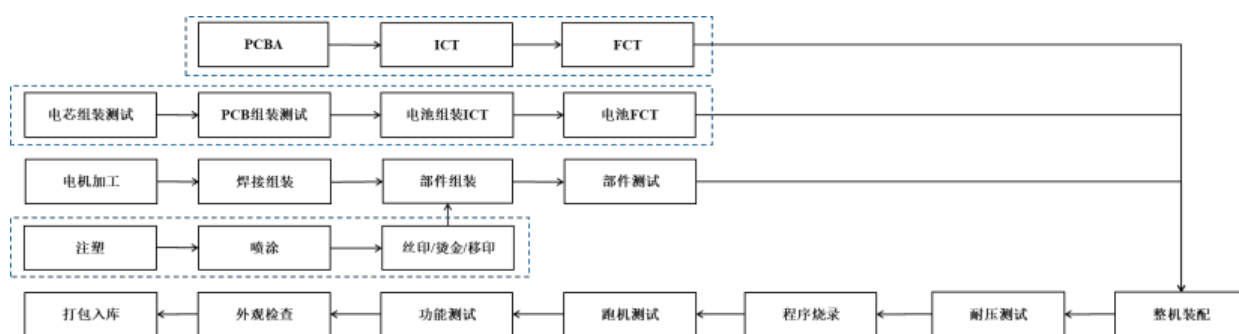 PCBA
ICT
FCT
电芯组装测试
PCB组装测试
电池组装ICT
电池FCT
电机加工
焊接组装
部件组装
部件测试
注塑
喷涂
丝印/烫金/移印
打包入库
外观检查
功能测试
跑机测试
程序烧录
耐压测试
整机装配